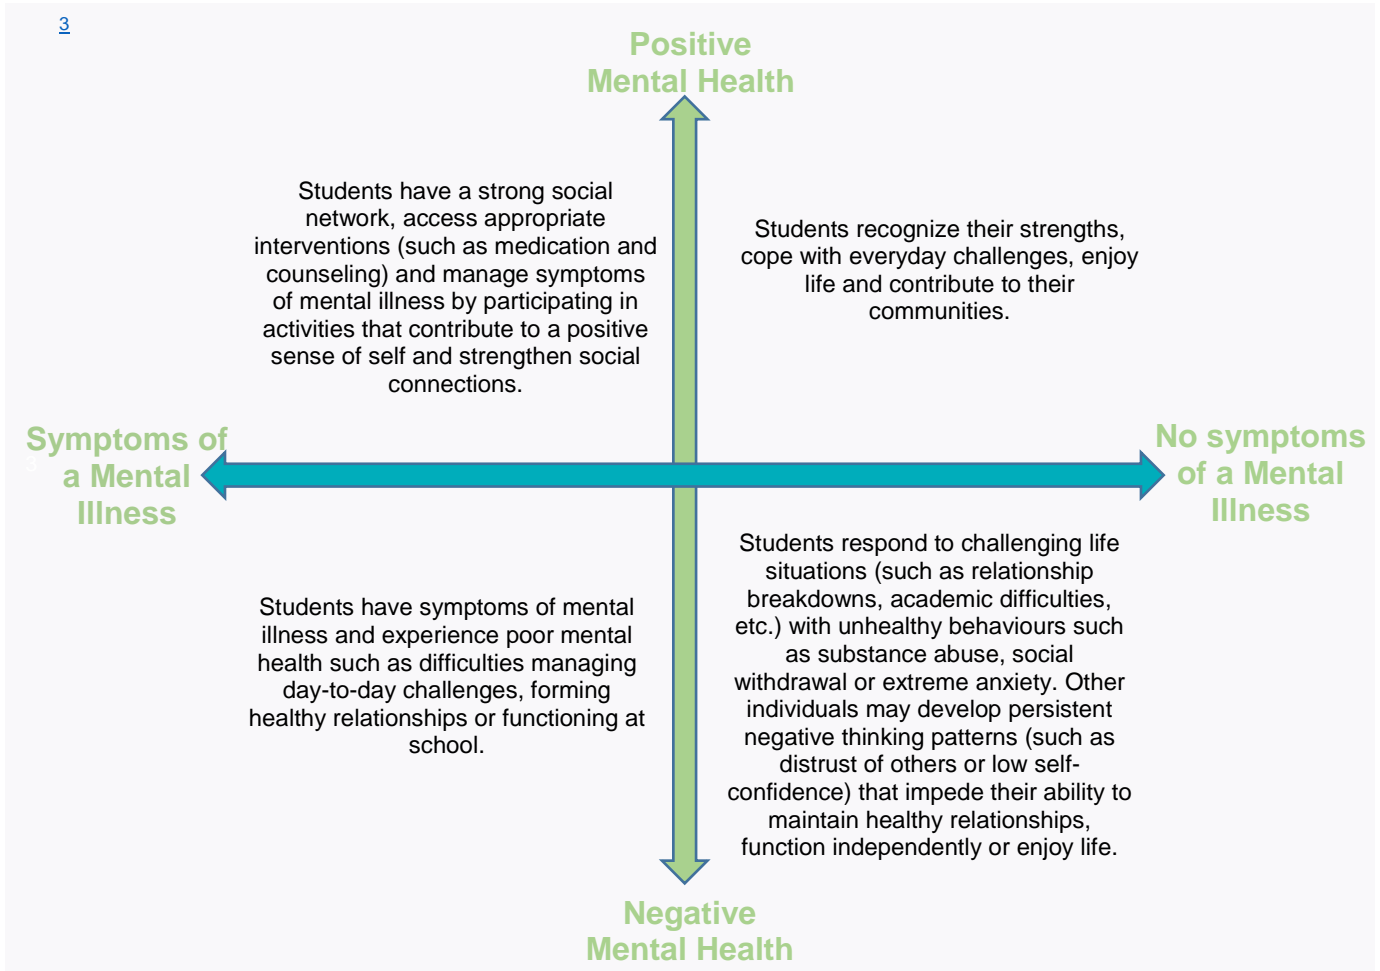 3
Positive
Mental Health
Students have a strong social
network, access appropriate
interventions (such as medication and
counseling) and manage symptoms
of mental illness by participating in
activities that contribute to a positive
sense of self and strengthen social
connections.
Students recognize their strengths,
cope with everyday challenges, enjoy
life and contribute to their
communities.
Symptoms of
a Mental
Illness
3
No symptoms
of a Mental
Illness
Students have symptoms of mental
illness and experience poor mental
health such as difficulties managing
day-to-day challenges, forming
healthy relationships or functioning at
school.
Students respond to challenging life
situations (such as relationship
breakdowns, academic difficulties,
etc.) with unhealthy behaviours such
as substance abuse, social
withdrawal or extreme anxiety. Other
individuals may develop persistent
negative thinking patterns (such as
distrust of others or low self-
confidence) that impede their ability to
maintain healthy relationships,
function independently or enjoy life.
Negative
Mental Health